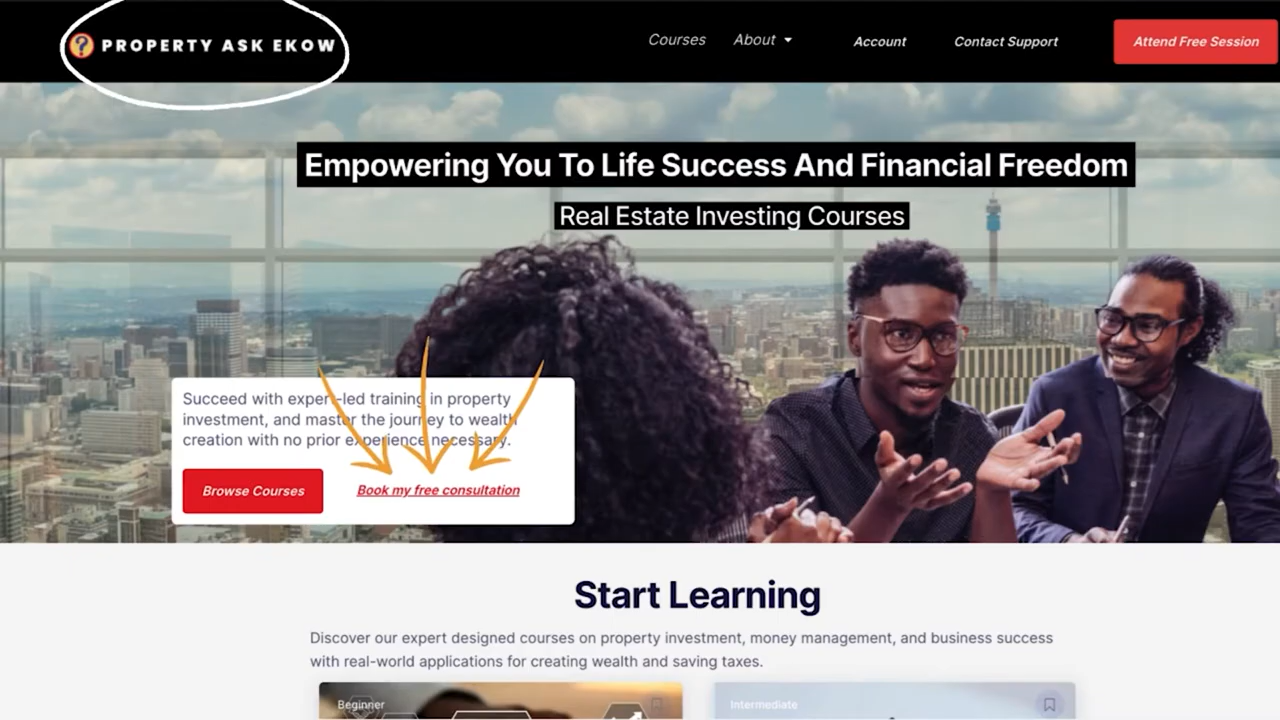 PROPERTY ASK EKOW
Courses
About
Account
Contact Support
Attend Free Session
Empowering You To Life Success And Financial Freedom
Real Estate Investing Courses
Succeed with expert-led training in property
investment, and master the journey to wealth
creation with no prior experience necessary.
Browse Courses
Book my free consultation
Start Learning
Discover our expert designed courses on property investment, money management, and business success
with real-world applications for creating wealth and saving taxes.
Beginner
Intermediate